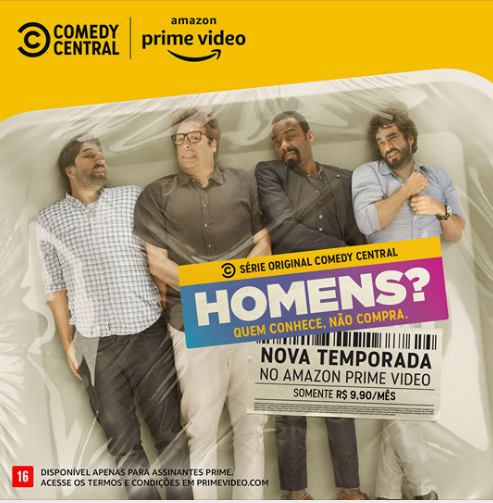 COMEDY
CENTRAL
amazon
prime video
SÉRIE ORIGINAL COMEDY CENTRAL
HOMENS?
QUEM CONHECE, NÃO COMPRA.
NOVA TEMPORADA
NO AMAZON PRIME VIDEO
SOMENTE R$ 9,90/MÊS
16
DISPONÍVEL APENAS PARA ASSINANTES PRIME.
ACESSE OS TERMOS E CONDIÇÕES EM PRIMEVIDEO.COM